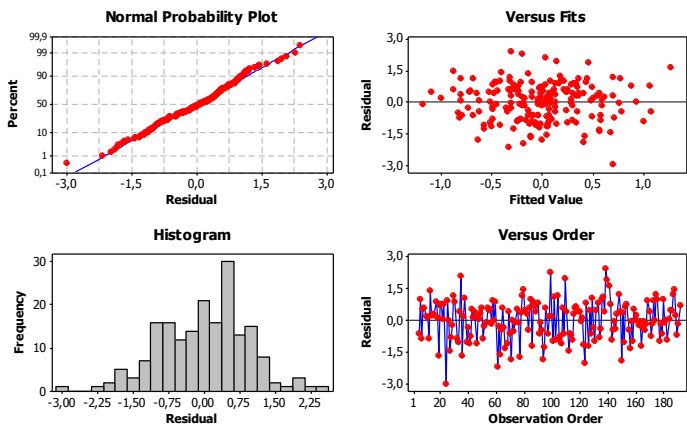 Normal Probability Plot
99,9
99
90
50
10
1
0,1
Percent
-3,0 -1,5 0,0 1,5 3,0
Residual
Versus Fits
3,0
1,5
0,0
-1,5
-3,0
Residual
-1,0 -0,5 0,0 0,5 1,0
Fitted Value
Histogram
30
20
10
0
Frequency
-3,00 -2,25 -1,50 -0,75 0,00 0,75 1,50 2,25
Residual
Versus Order
3,0
1,5
0,0
-1,5
-3,0
Residual
1 20 40 60 80 100 120 140 160 180
Observation Order